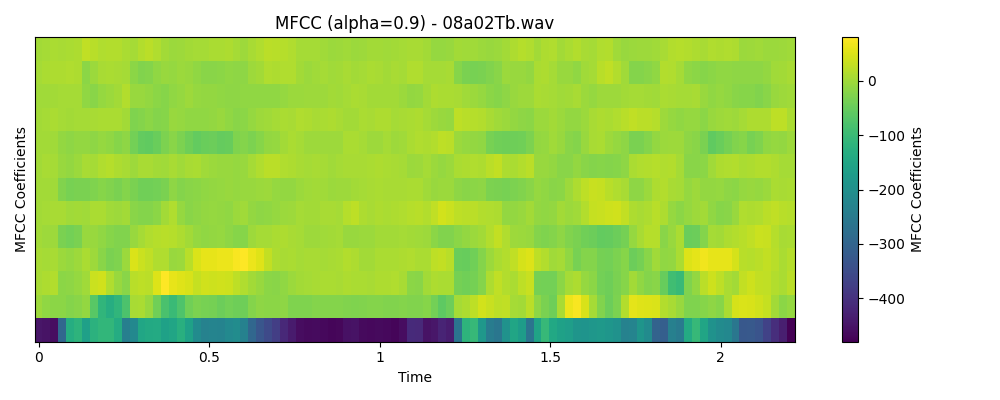 MFCC (alpha=0.9) - 08a02Tb.wav
MFCC Coefficients
0
0.5
1
1.5
2
Time
0
−100
−200
−300
−400
MFCC Coefficients